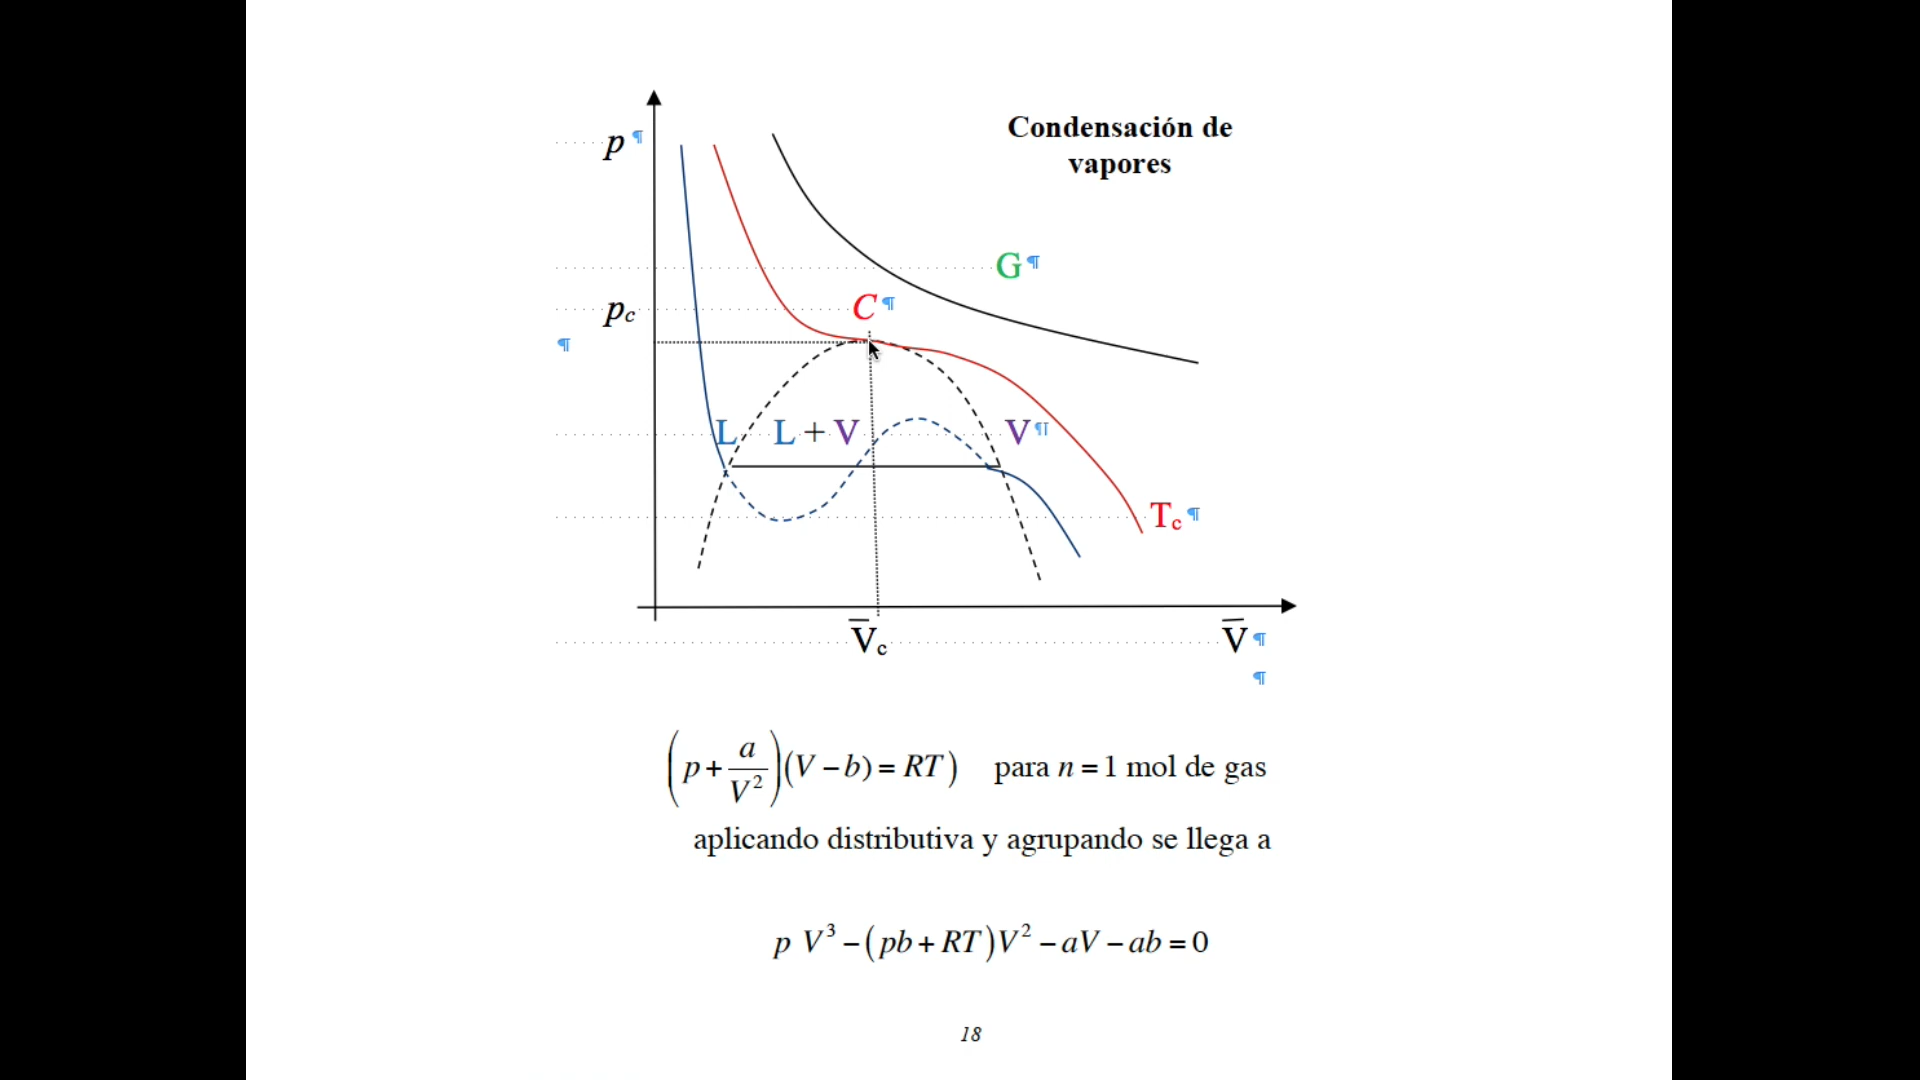 Condensación de
vapores
p ¶
G ¶
C ¶
pc
¶
L L + V V ¶
Tc ¶
V̅c V̅ ¶
¶
(p + a/V²)(V − b) = RT) para n = 1 mol de gas
aplicando distributiva y agrupando se llega a
p V³ − (pb + RT)V² − aV − ab = 0
18